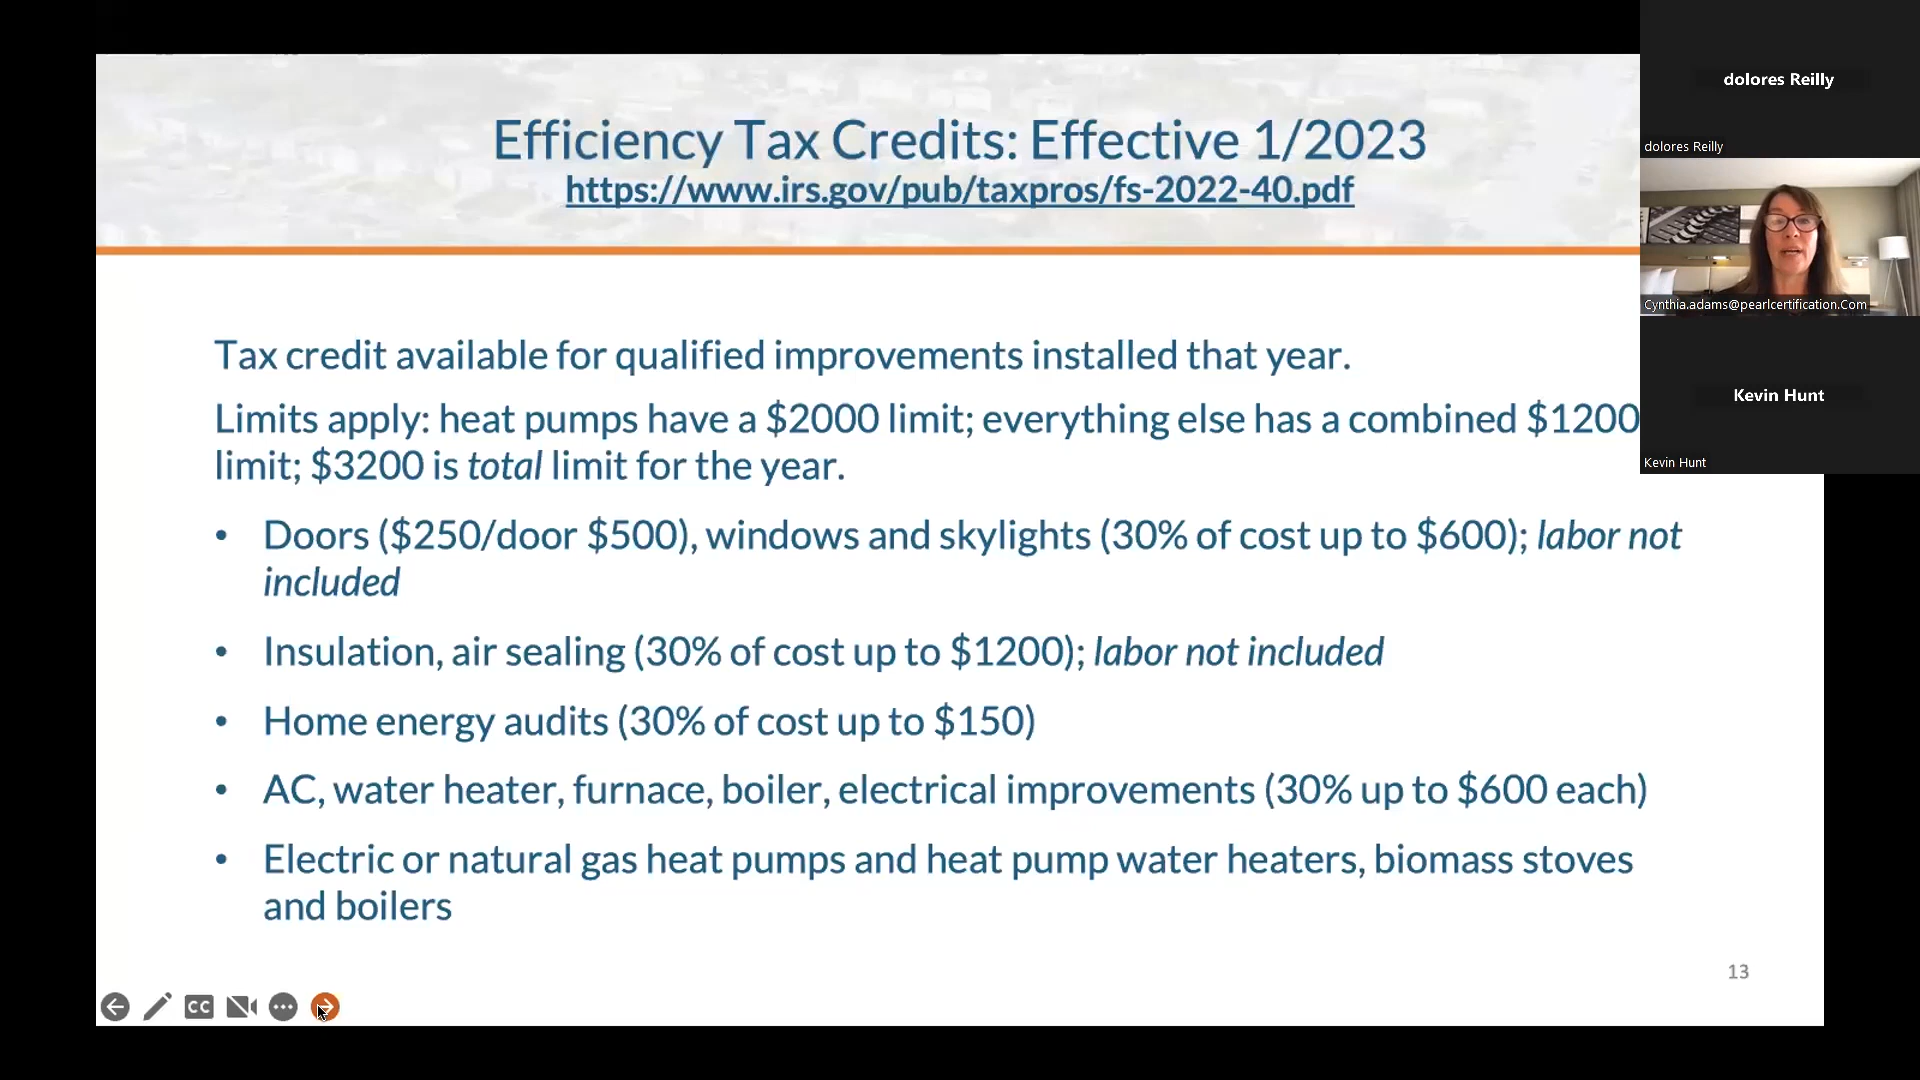 Efficiency Tax Credits: Effective 1/2023
https://www.irs.gov/pub/taxpros/fs-2022-40.pdf
Tax credit available for qualified improvements installed that year.
Limits apply: heat pumps have a $2000 limit; everything else has a combined $1200
limit; $3200 is total limit for the year.
• Doors ($250/door $500), windows and skylights (30% of cost up to $600); labor not
included
• Insulation, air sealing (30% of cost up to $1200); labor not included
• Home energy audits (30% of cost up to $150)
• AC, water heater, furnace, boiler, electrical improvements (30% up to $600 each)
• Electric or natural gas heat pumps and heat pump water heaters, biomass stoves
and boilers
13
CC
dolores Reilly
dolores Reilly
Cynthia.adams@pearlcertification.Com
Kevin Hunt
Kevin Hunt